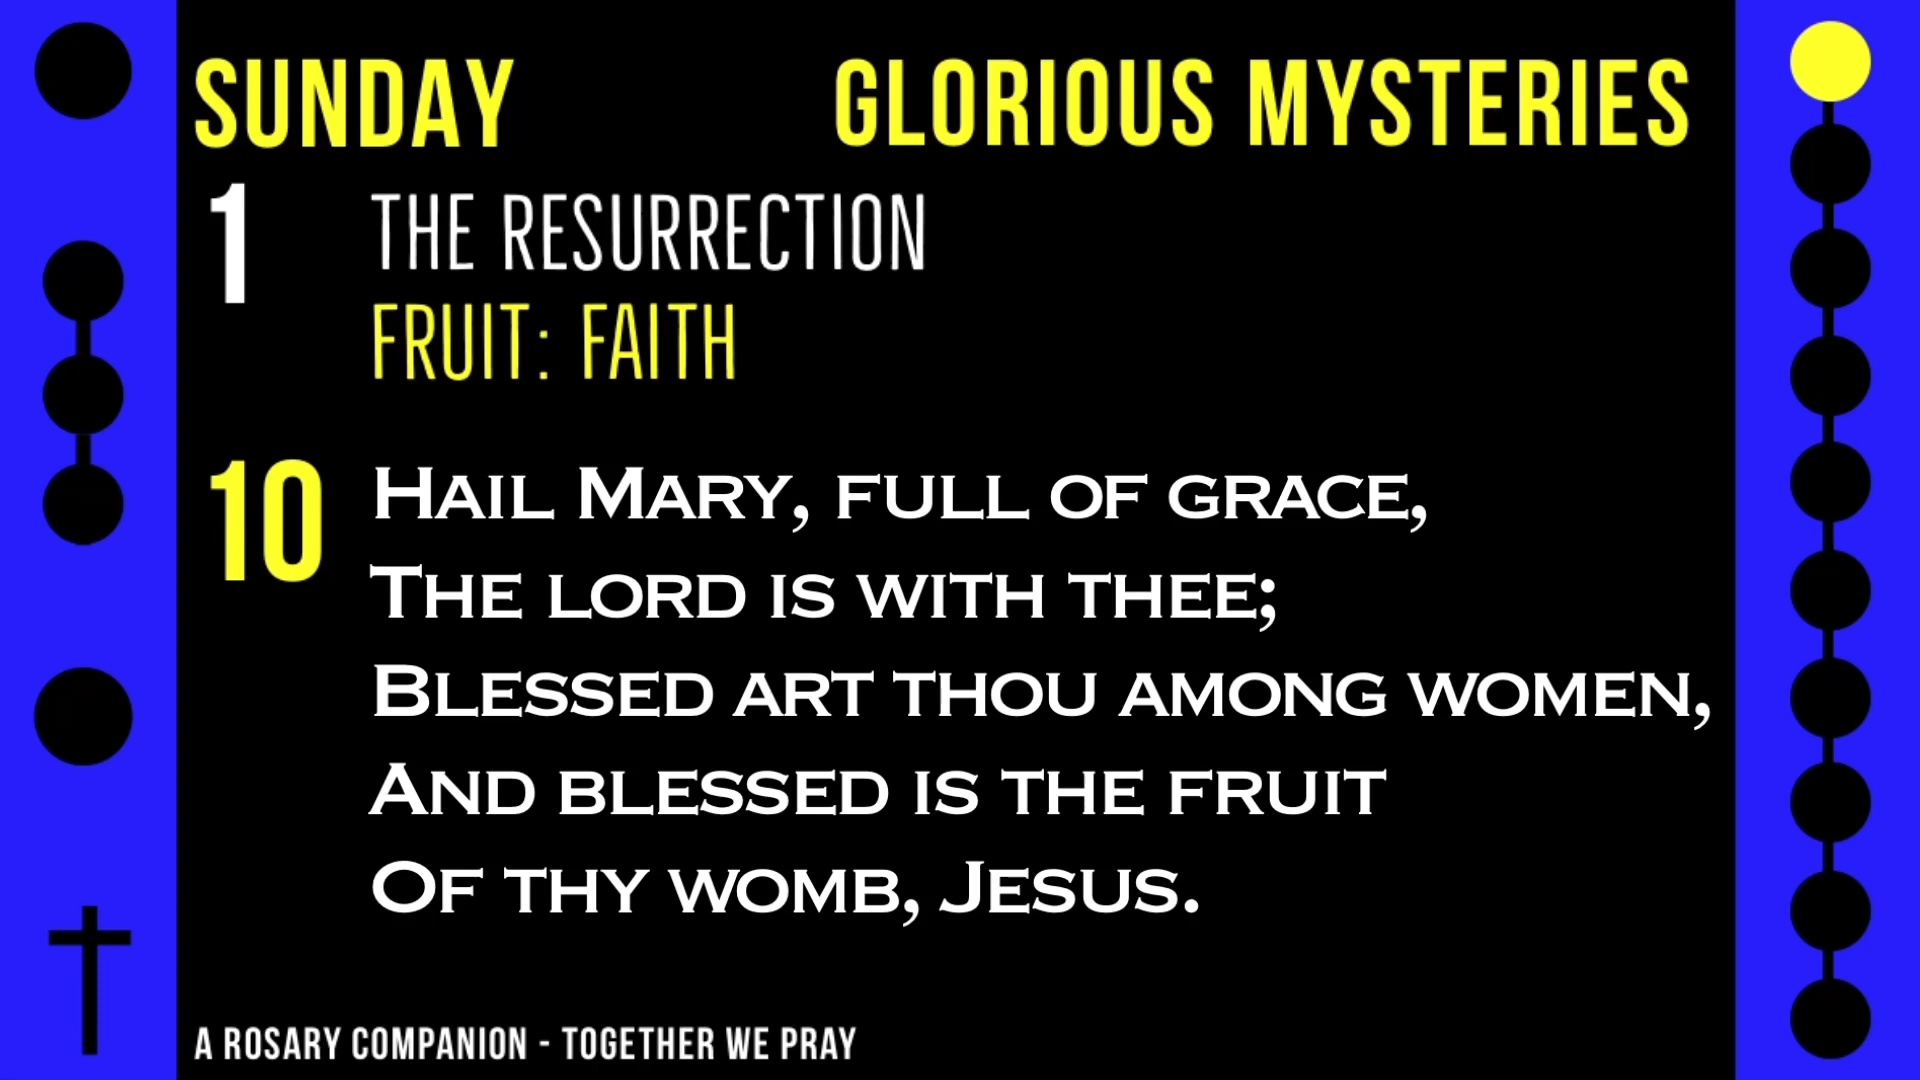 SUNDAY GLORIOUS MYSTERIES
1 THE RESURRECTION
FRUIT: FAITH
10 Hail Mary, full of grace,
The lord is with thee;
Blessed art thou among women,
And blessed is the fruit
Of thy womb, Jesus.
A ROSARY COMPANION - TOGETHER WE PRAY